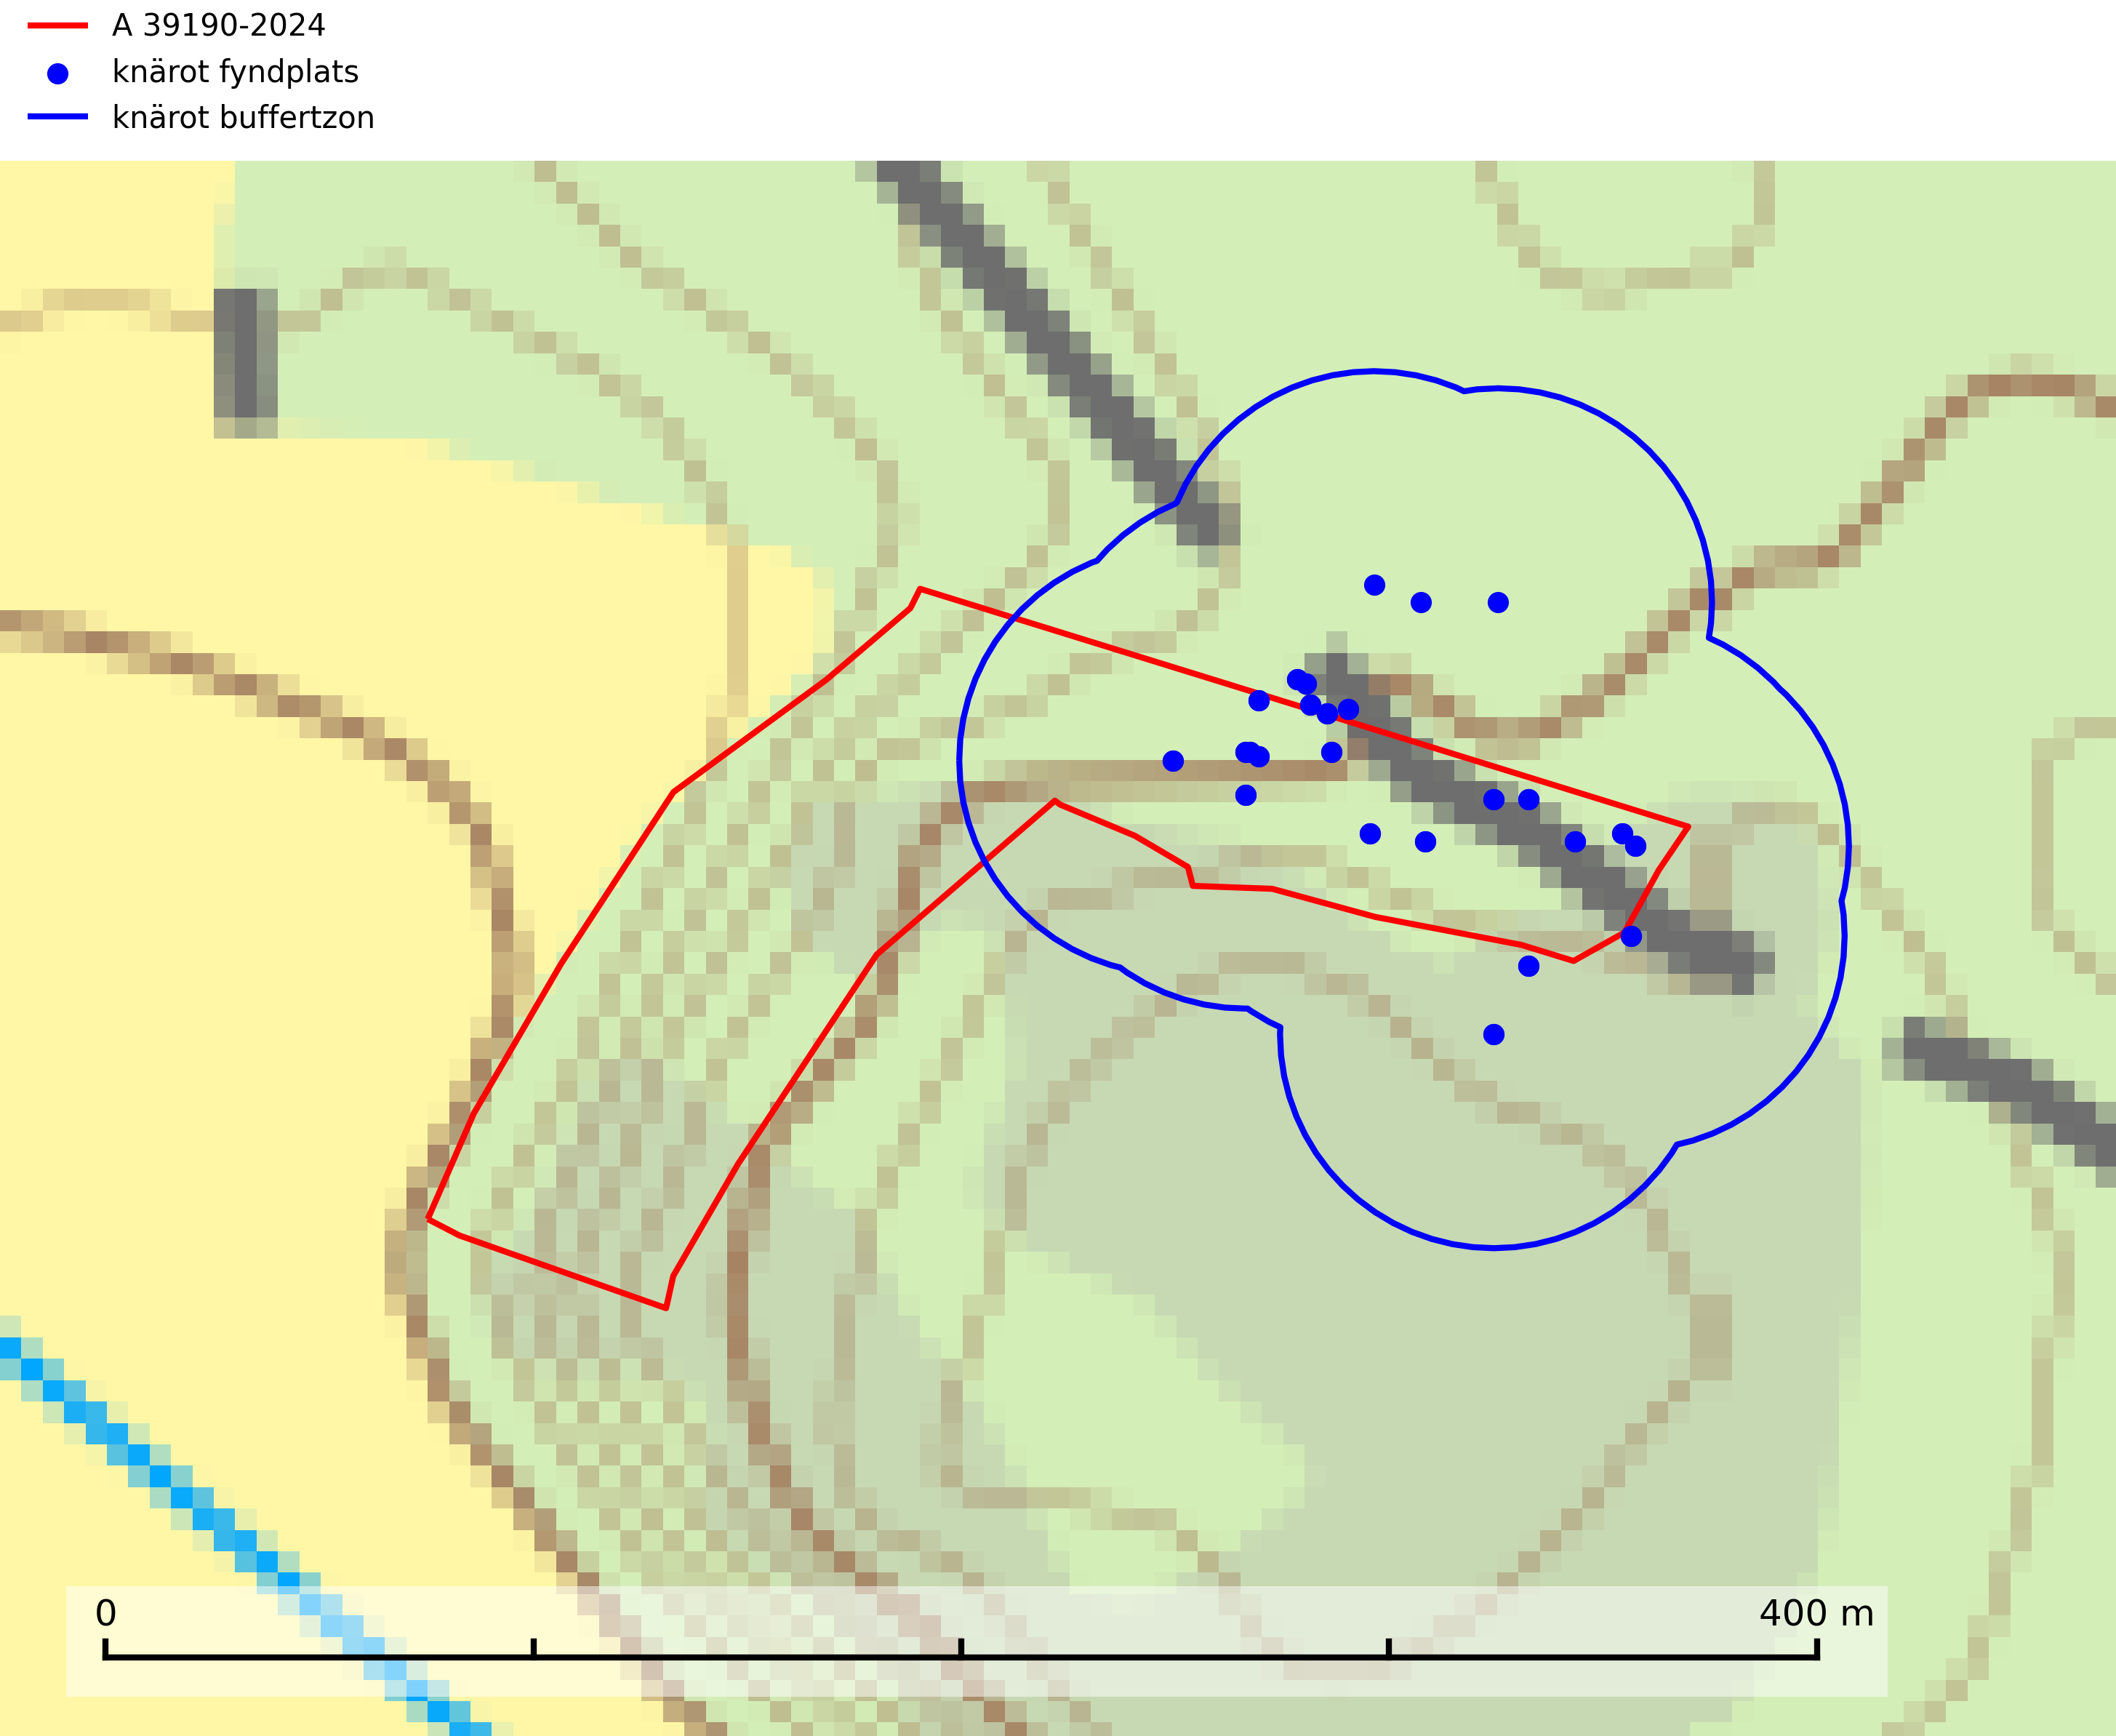 A 39190-2024
knärot fyndplats
knärot buffertzon
0
400 m